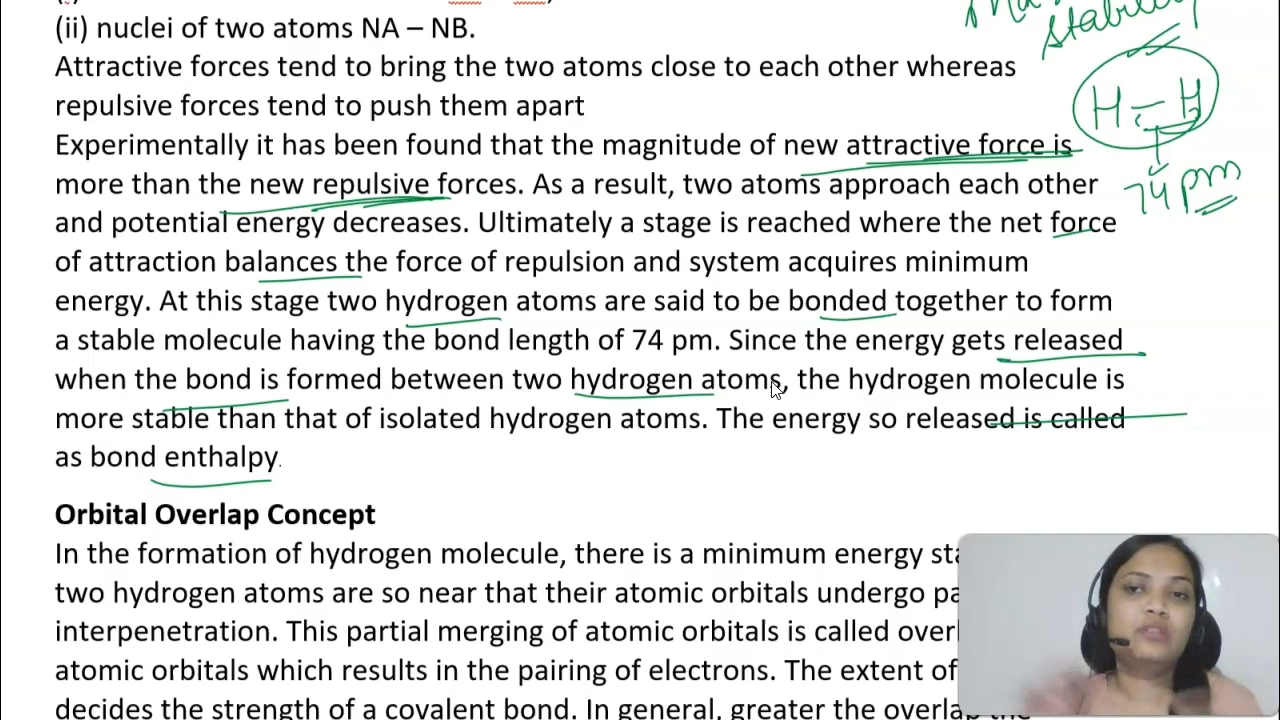 (ii) nuclei of two atoms NA – NB.
stability
Attractive forces tend to bring the two atoms close to each other whereas
repulsive forces tend to push them apart
H – H
Experimentally it has been found that the magnitude of new attractive force is
more than the new repulsive forces. As a result, two atoms approach each other
74 pm
and potential energy decreases. Ultimately a stage is reached where the net force
of attraction balances the force of repulsion and system acquires minimum
energy. At this stage two hydrogen atoms are said to be bonded together to form
a stable molecule having the bond length of 74 pm. Since the energy gets released
when the bond is formed between two hydrogen atoms, the hydrogen molecule is
more stable than that of isolated hydrogen atoms. The energy so released is called
as bond enthalpy.
Orbital Overlap Concept
In the formation of hydrogen molecule, there is a minimum energy
two hydrogen atoms are so near that their atomic orbitals undergo
interpenetration. This partial merging of atomic orbitals is called
atomic orbitals which results in the pairing of electrons. The extent of
decides the strength of a covalent bond. In general, greater the overlap the